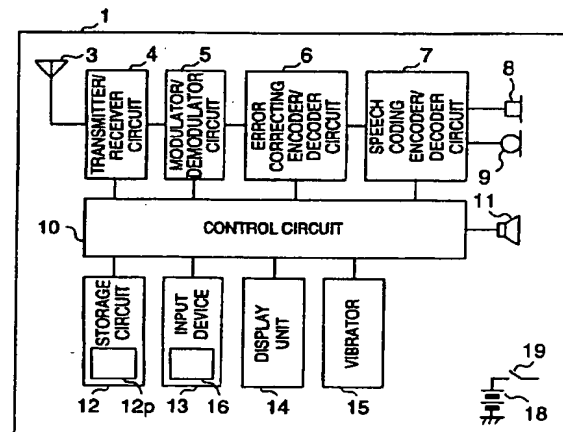 1
3
4
5
6
7
8
TRANSMITTER/
RECEIVER
CIRCUIT
MODULATOR/
DEMODULATOR
CIRCUIT
ERROR
CORRECTING
ENCODER/
DECODER
CIRCUIT
SPEECH
CODING
ENCODER/
DECODER
CIRCUIT
9
10
CONTROL CIRCUIT
11
STORAGE
CIRCUIT
INPUT
DEVICE
DISPLAY
UNIT
VIBRATOR
12
12p
13
16
14
15
19
18